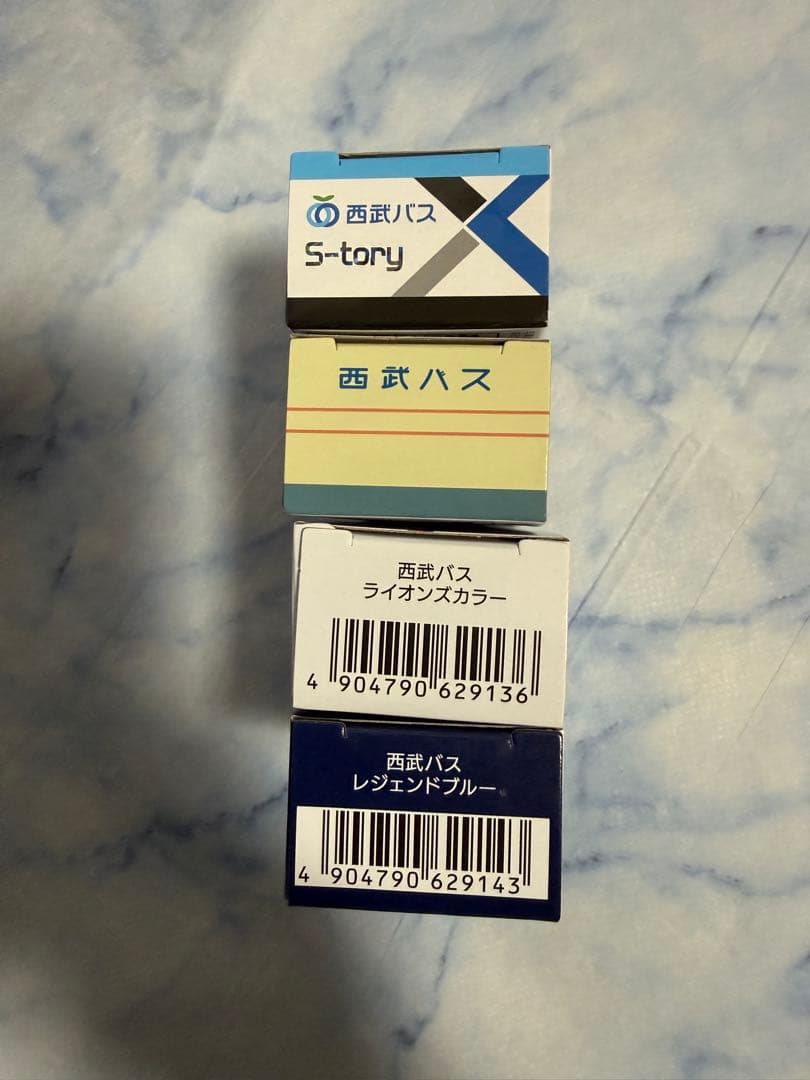 西武バス
S-tory
西武バス
西武バス
ライオンズカラー
4 904790 629136
西武バス
レジェンドブルー
4 904790 629143